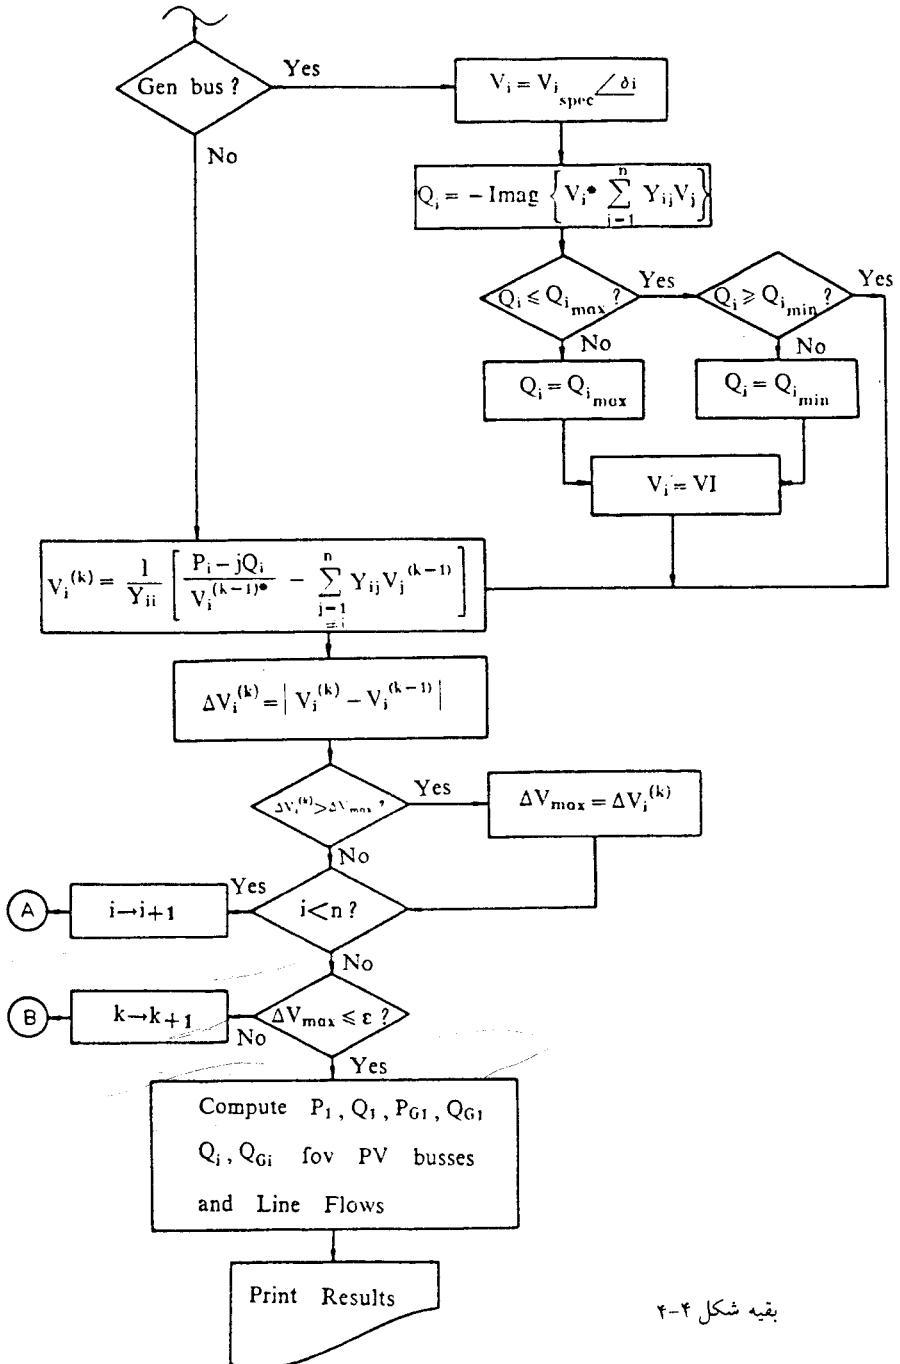 Gen bus?
Yes
V_i = V_i spec ∠δi
No
Q_i = - Imag { V_i* n ∑ j-1 Y_ij V_j }
Q_i ≤ Q_i max ?
Yes
Q_i ⩾ Q_i min ?
Yes
No
No
Q_i = Q_i max
Q_i = Q_i min
V_i = VI
V_i^(k) = 1/Y_ii [ P_i - jQ_i / V_i^(k-1)* - n ∑ j-1 =i Y_ij V_j^(k-1) ]
ΔV_i^(k) = | V_i^(k) - V_i^(k-1) |
ΔV_i^(k) > ΔV_max ?
Yes
ΔV_max = ΔV_i^(k)
No
A
i→i+1
Yes
i<n ?
No
B
k→k+1
No
ΔV_max ≤ ε ?
Yes
Compute P_1, Q_1, P_G1, Q_G1
Q_i, Q_Gi fov PV busses
and Line Flows
Print Results
بقیه شکل ۴-۴